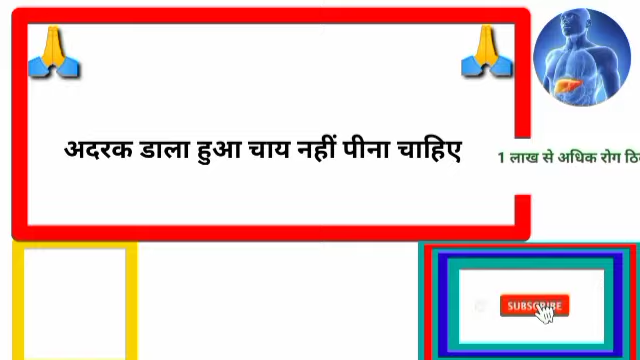 अदरक डाला हुआ चाय नहीं पीना चाहिए
1 लाख से अधिक रोग
SUBSCRIBE